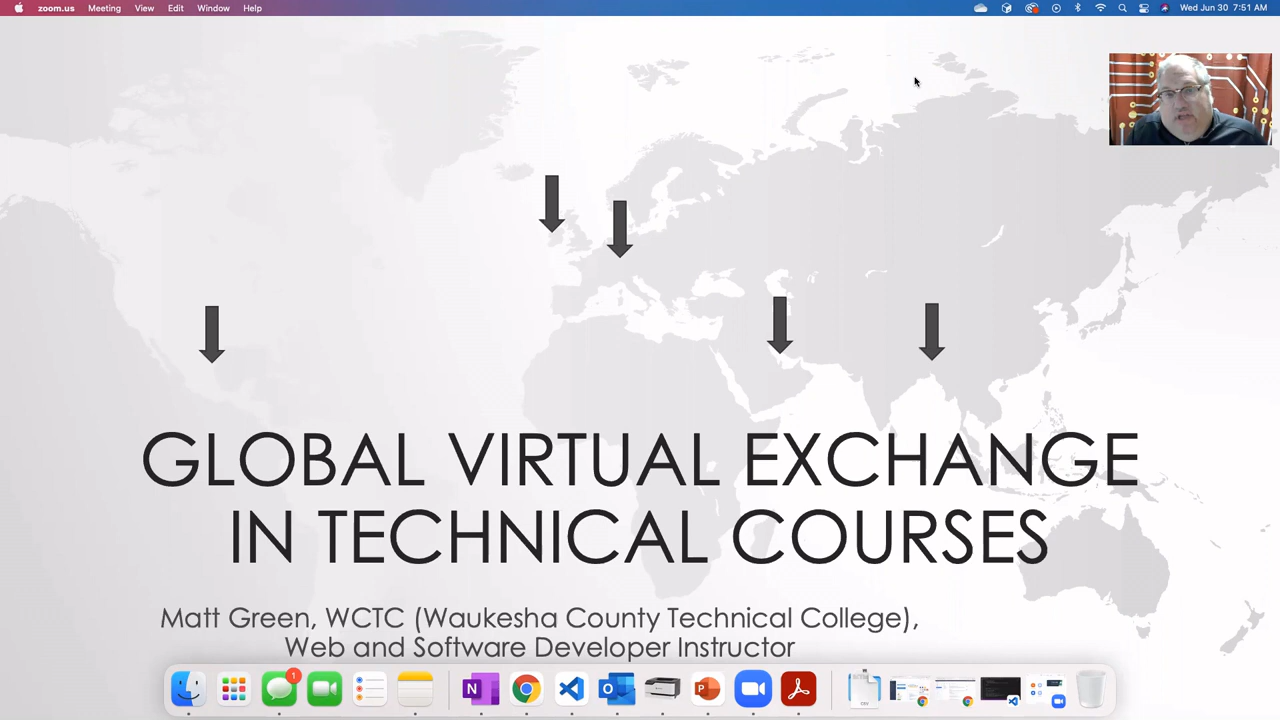 zoom.us Meeting View Edit Window Help Wed Jun 30 7:51 AM
GLOBAL VIRTUAL EXCHANGE
IN TECHNICAL COURSES
Matt Green, WCTC (Waukesha County Technical College),
Web and Software Developer Instructor
1